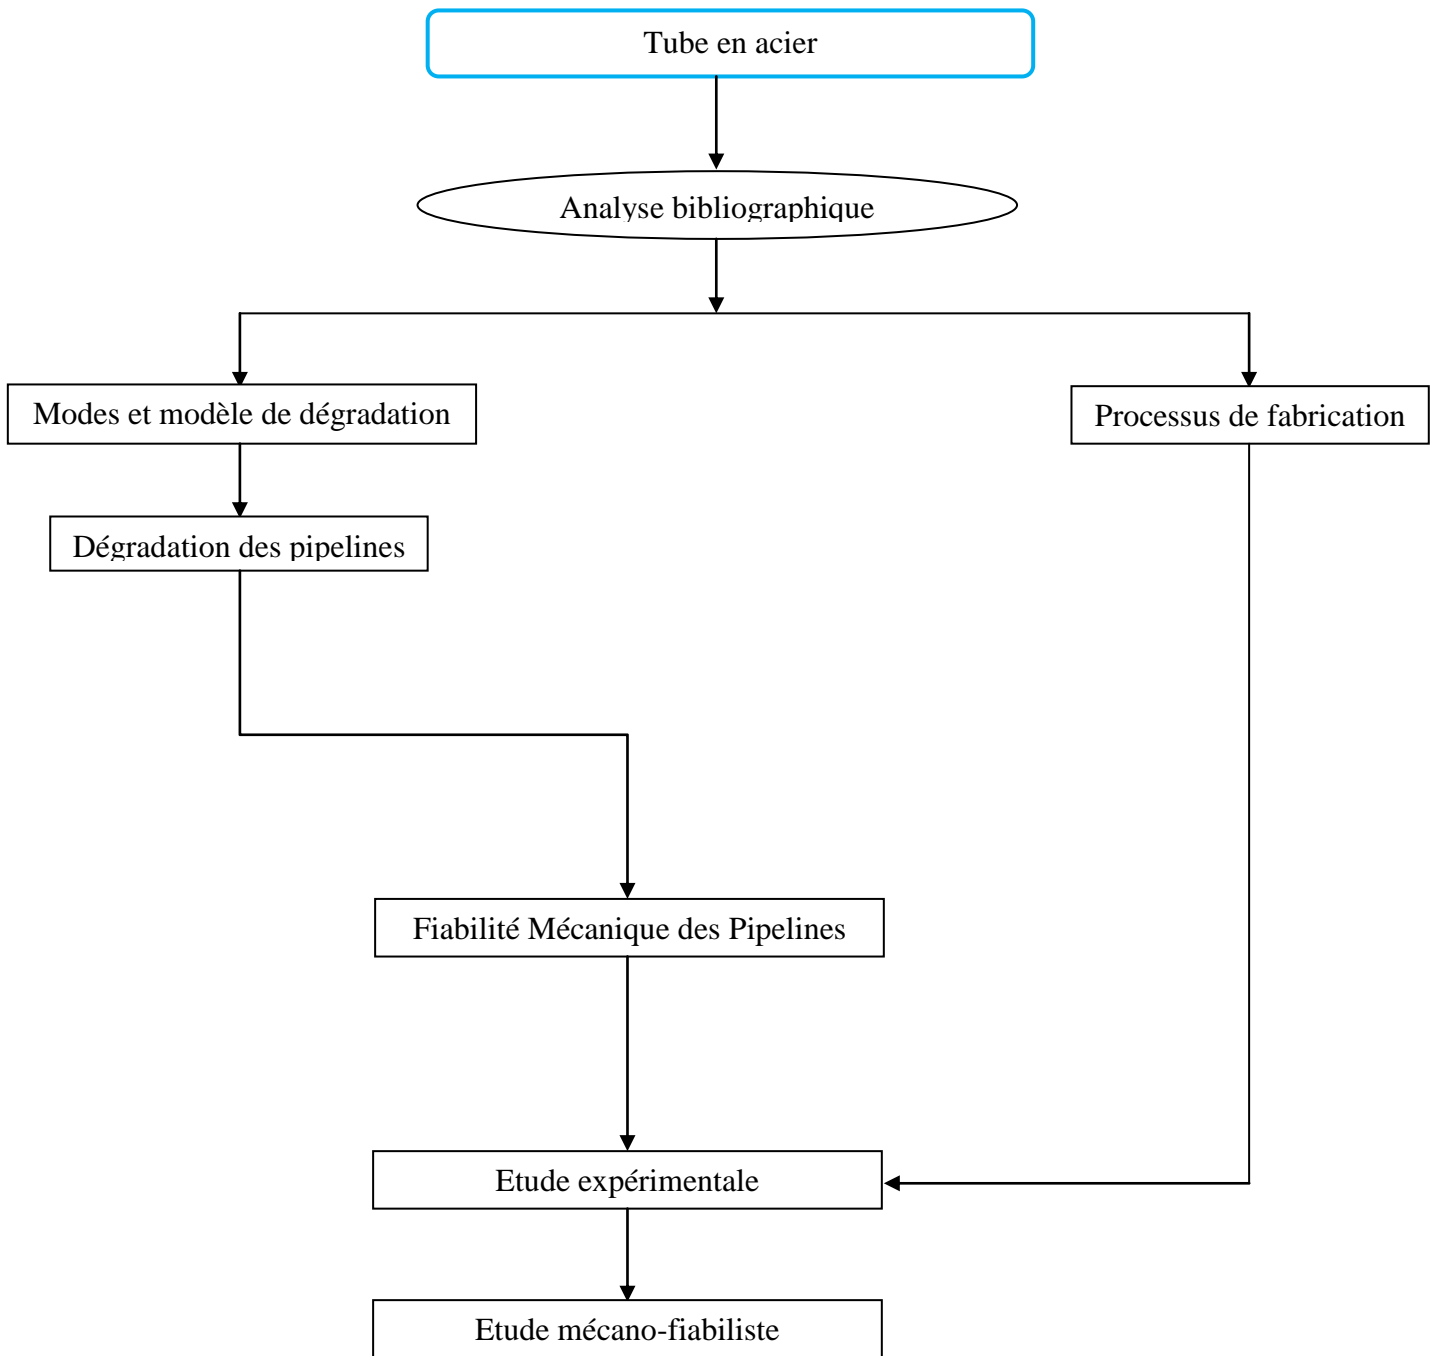 Tube en acier
Analyse bibliographique
Modes et modèle de dégradation
Processus de fabrication
Dégradation des pipelines
Fiabilité Mécanique des Pipelines
Etude expérimentale
Etude mécano-fiabiliste